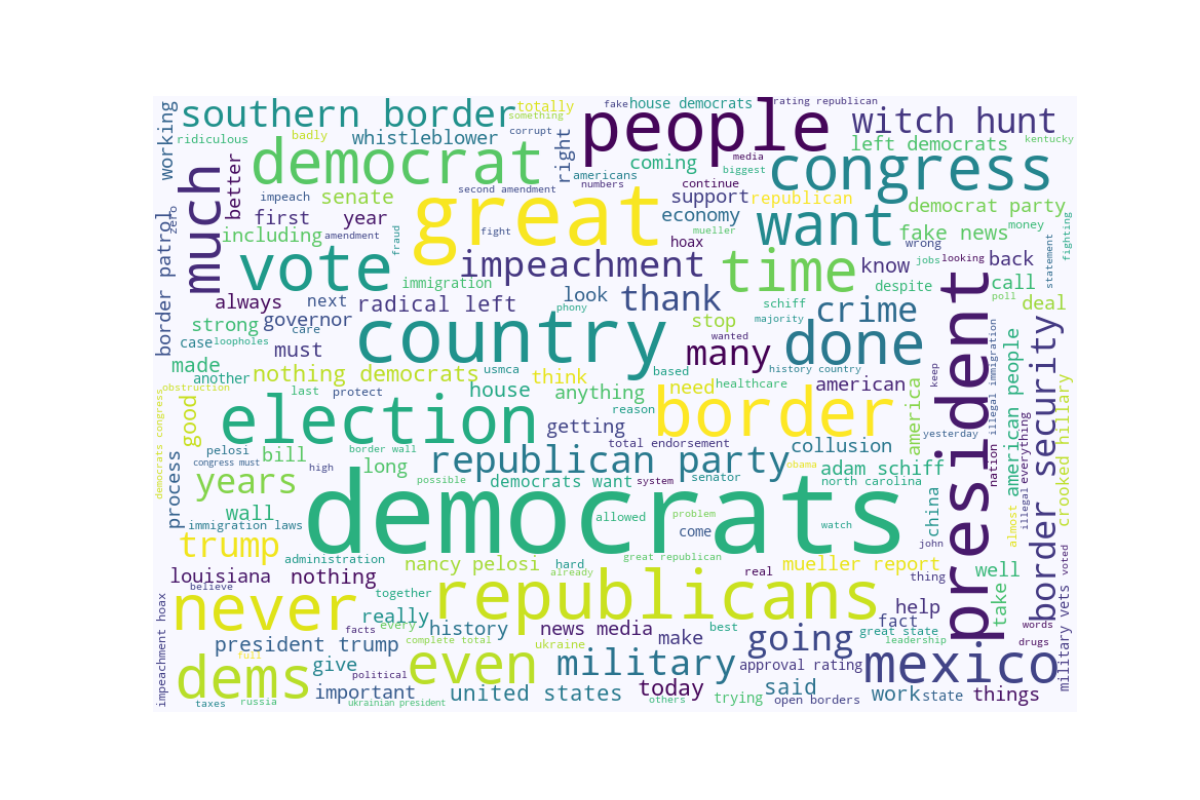 southern border
totally
fake
house democrats
rating republican
people
witch hunt
something
working
ridiculous
badly
whistleblower
corrupt
right
left democrats
kentucky
democrat
coming
media
congress
biggest
much
better
americans
numbers
continue
impeach
senate
second amendment
great
support
republican
want
democrat party
zero
first
year
economy
money
including
amendment
fraud
fight
hoax
mueller
fake news
wrong
statement
fighting
border patrol
vote
impeachment
time
know
jobs
looking
back
immigration
despite
call
always
next
radical left
look
thank
schiff
crime
poll
deal
strong
governor
care
phony
country
stop
majority
president
case
loopholes
must
many
wanted
done
illegal immigration
keep
border security
made
another
nothing democrats
usmca
think
based
history country
american
obstruction
last
protect
house
anything
need
healthcare
america
american people
crooked hillary
good
election
reason
border
yesterday
getting
pelosi
bill
border wall
total endorsement
collusion
nation
everything
democrats congress
congress must
high
long
republican party
obama
adam schiff
process
years
possible
democrats want
system
senator
north carolina
illegal
almost
wall
democrats
allowed
problem
china
immigration laws
come
watch
trump
john
administration
nancy pelosi
hard
great republican
mueller report
well
louisiana
nothing
already
real
thing
believe
together
republicans
take
military vets voted
never
really
every
help
impeachment hoax
facts
history
news media
best
fact
words
president trump
complete total
ukraine
make
going
great state
leadership
drugs
full
dems
give
political
even
military
approval rating
mexico
important
united states
today
said
work
state
things
taxes
russia
ukrainian president
others
trying
open borders